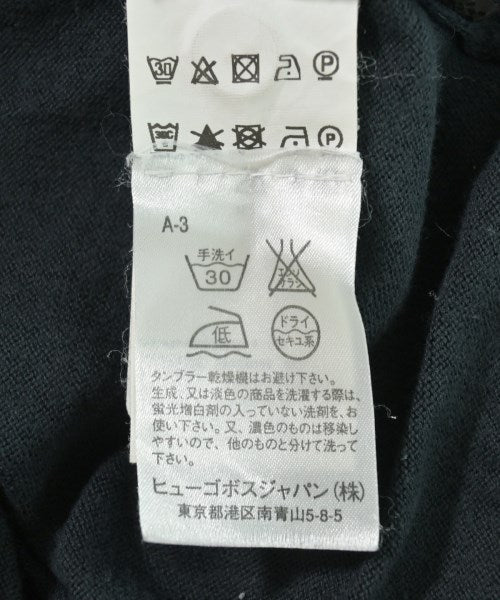 30 P
30C P
A-3
手洗イ
30
エンソ
サラシ
低
ドライ
セキユ系
タンブラー乾燥機はお避け下さい。
生成、又は淡色の商品を洗濯する際は、
蛍光増白剤の入っていない洗剤を、お
使い下さい。又、濃色のものは移染し
やすいので、他のものと分けて洗って
下さい。
ヒューゴボスジャパン(株)
東京都港区南青山5-8-5